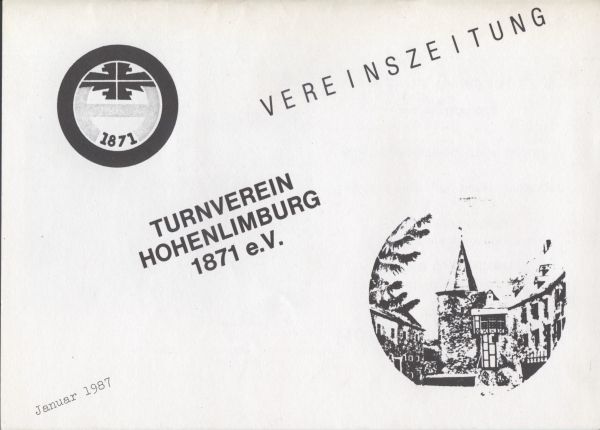 VEREINSZEITUNG
1871
TURNVEREIN
HOHENLIMBURG
1871 e.V.
Januar 1987